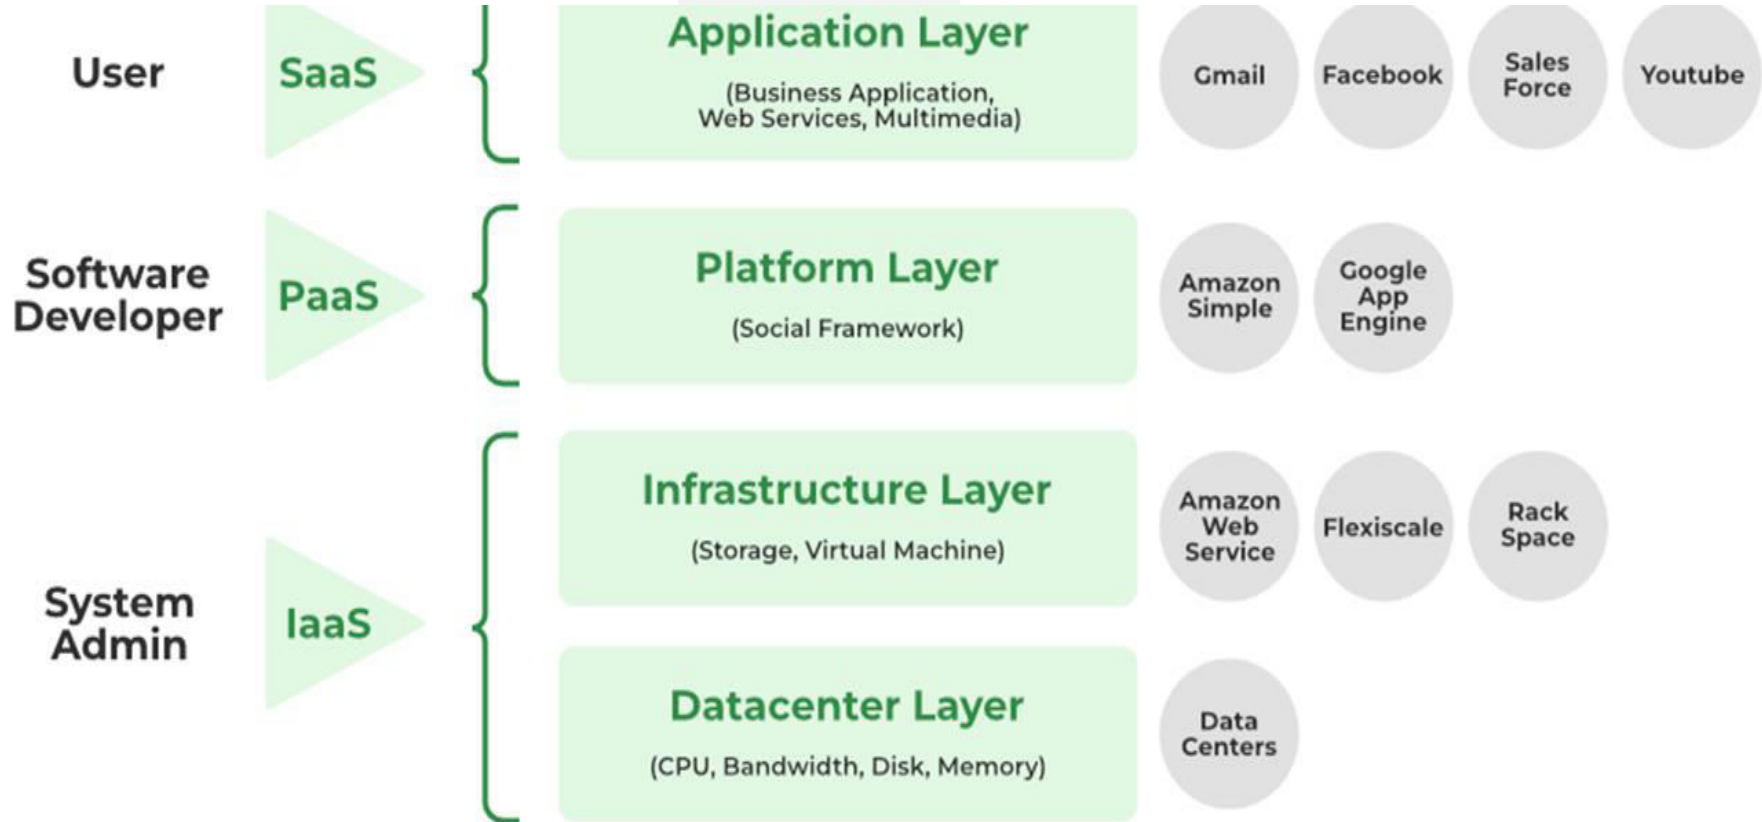 User
SaaS
Application Layer
(Business Application,
Web Services, Multimedia)
Gmail
Facebook
Sales
Force
Youtube
Software
Developer
PaaS
Platform Layer
(Social Framework)
Amazon
Simple
Google
App
Engine
System
Admin
IaaS
Infrastructure Layer
(Storage, Virtual Machine)
Amazon
Web
Service
Flexiscale
Rack
Space
Datacenter Layer
(CPU, Bandwidth, Disk, Memory)
Data
Centers